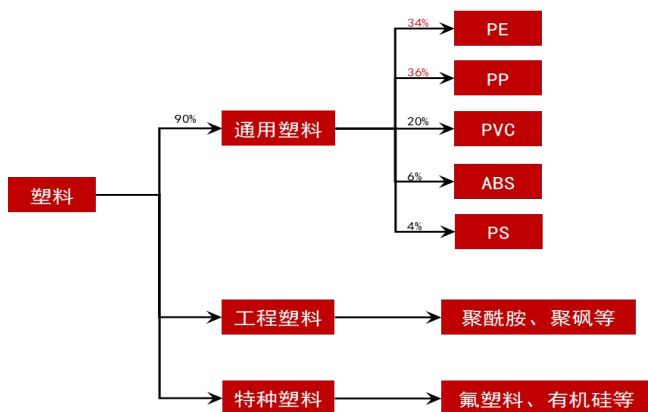 34%
PE
36%
PP
90%
通用塑料
20%
PVC
6%
ABS
塑料
4%
PS
工程塑料
聚酰胺、聚砜等
特种塑料
氟塑料、有机硅等